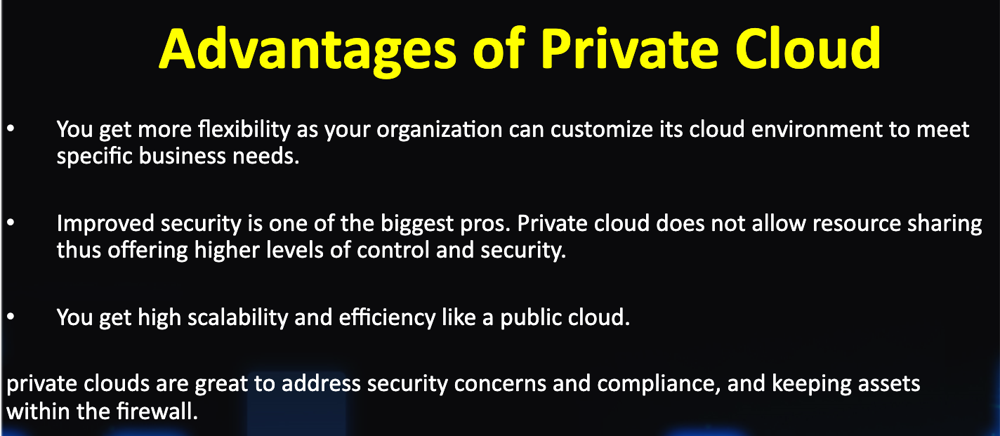 Advantages of Private Cloud
• You get more flexibility as your organization can customize its cloud environment to meet
specific business needs.
• Improved security is one of the biggest pros. Private cloud does not allow resource sharing
thus offering higher levels of control and security.
• You get high scalability and efficiency like a public cloud.
private clouds are great to address security concerns and compliance, and keeping assets
within the firewall.